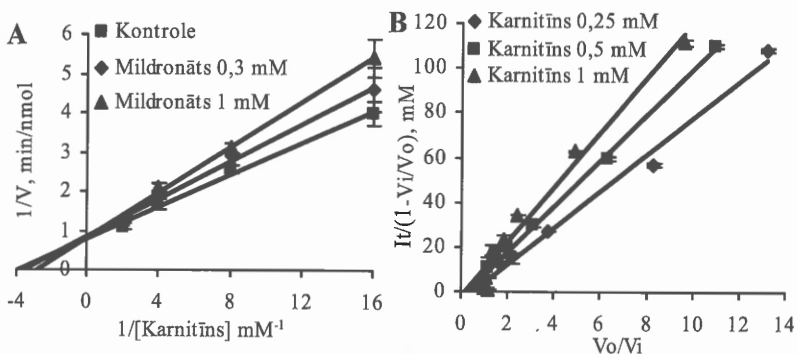 A
Kontrole
Mildronāts 0,3 mM
Mildronāts 1 mM
1/V, min/nmol
6
5
4
3
2
1
0
-4 0 4 8 12 16
1/[Karnitīns] mM-1
B
Karnitīns 0,25 mM
Karnitīns 0,5 mM
Karnitīns 1 mM
It/(1-Vi/Vo), mM
120
100
80
60
40
20
0 2 4 6 8 10 12 14
Vo/Vi